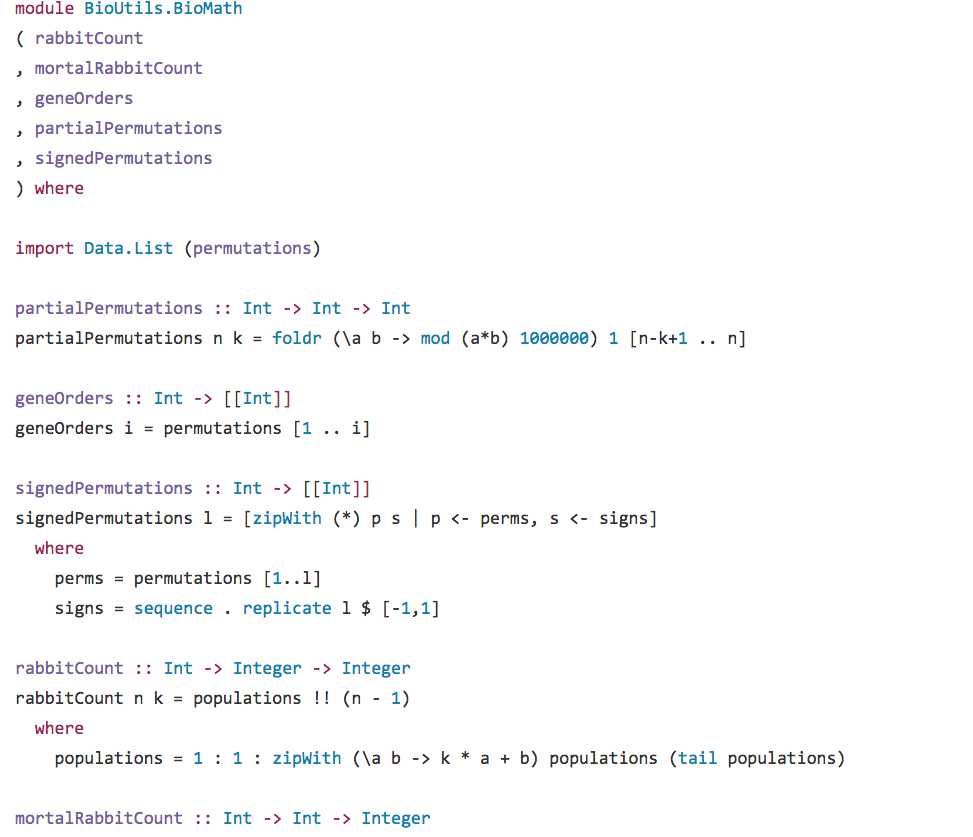 module BioUtils.BioMath
( rabbitCount
, mortalRabbitCount
, geneOrders
, partialPermutations
, signedPermutations
) where
import Data.List (permutations)
partialPermutations :: Int -> Int -> Int
partialPermutations n k = foldr (\a b -> mod (a*b) 1000000) 1 [n-k+1 .. n]
geneOrders :: Int -> [[Int]]
geneOrders i = permutations [1 .. i]
signedPermutations :: Int -> [[Int]]
signedPermutations l = [zipWith (*) p s | p <- perms, s <- signs]
  where
    perms = permutations [1..l]
    signs = sequence . replicate l $ [-1,1]
rabbitCount :: Int -> Integer -> Integer
rabbitCount n k = populations !! (n - 1)
  where
    populations = 1 : 1 : zipWith (\a b -> k * a + b) populations (tail populations)
mortalRabbitCount :: Int -> Int -> Integer